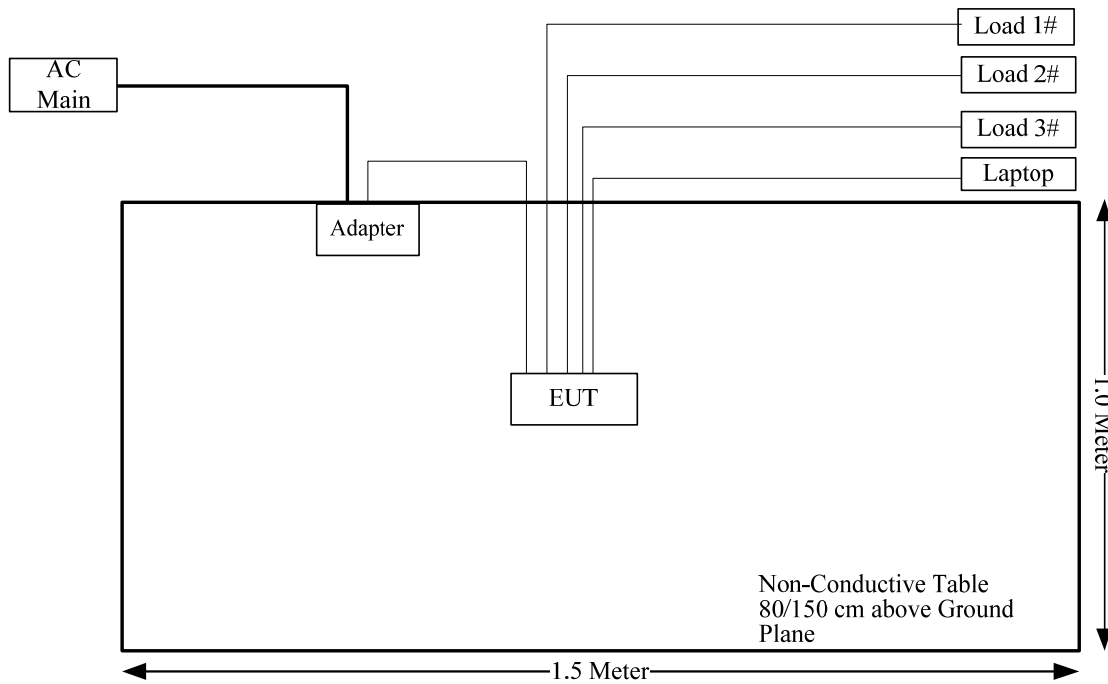 Load 1#
AC
Main
Load 2#
Load 3#
Laptop
Adapter
EUT
1.0 Meter
Non-Conductive Table
80/150 cm above Ground
Plane
1.5 Meter